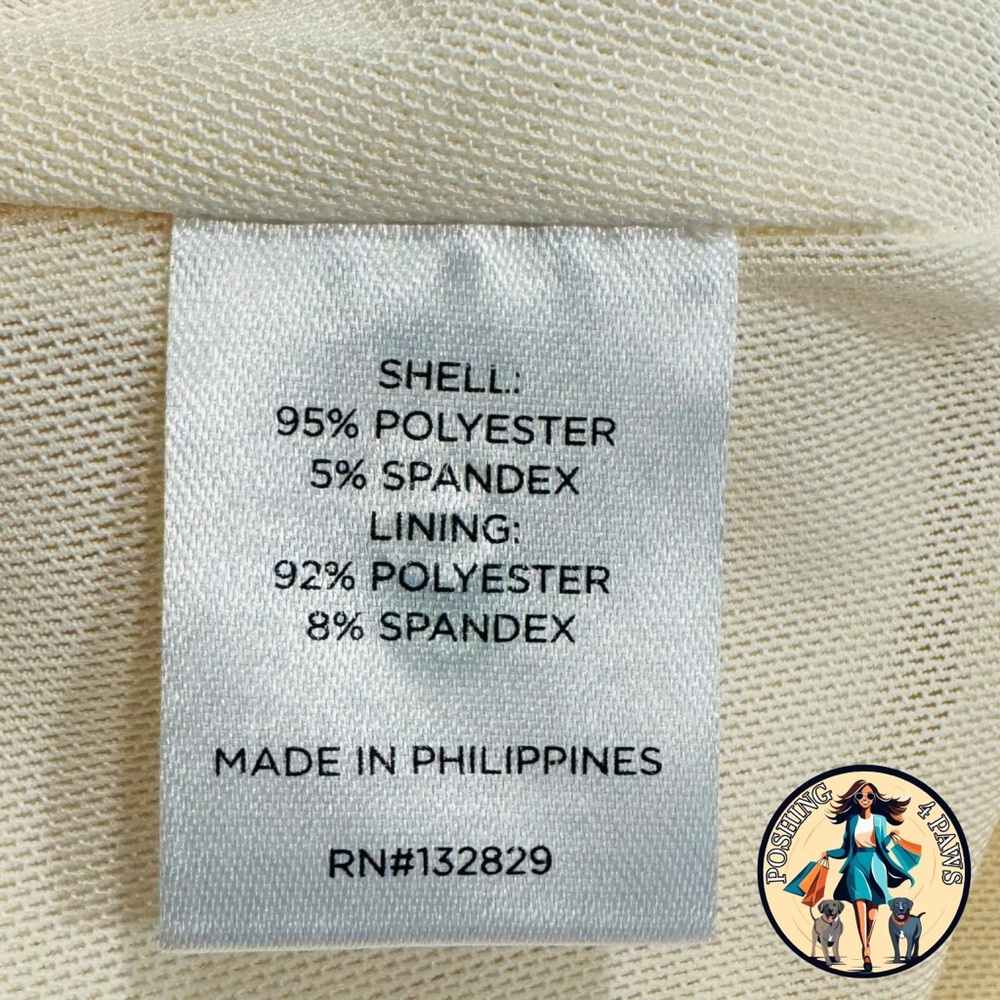 SHELL:
95% POLYESTER
5% SPANDEX
LINING:
92% POLYESTER
8% SPANDEX
MADE IN PHILIPPINES
RN#132829
POSHING 4 PAWS